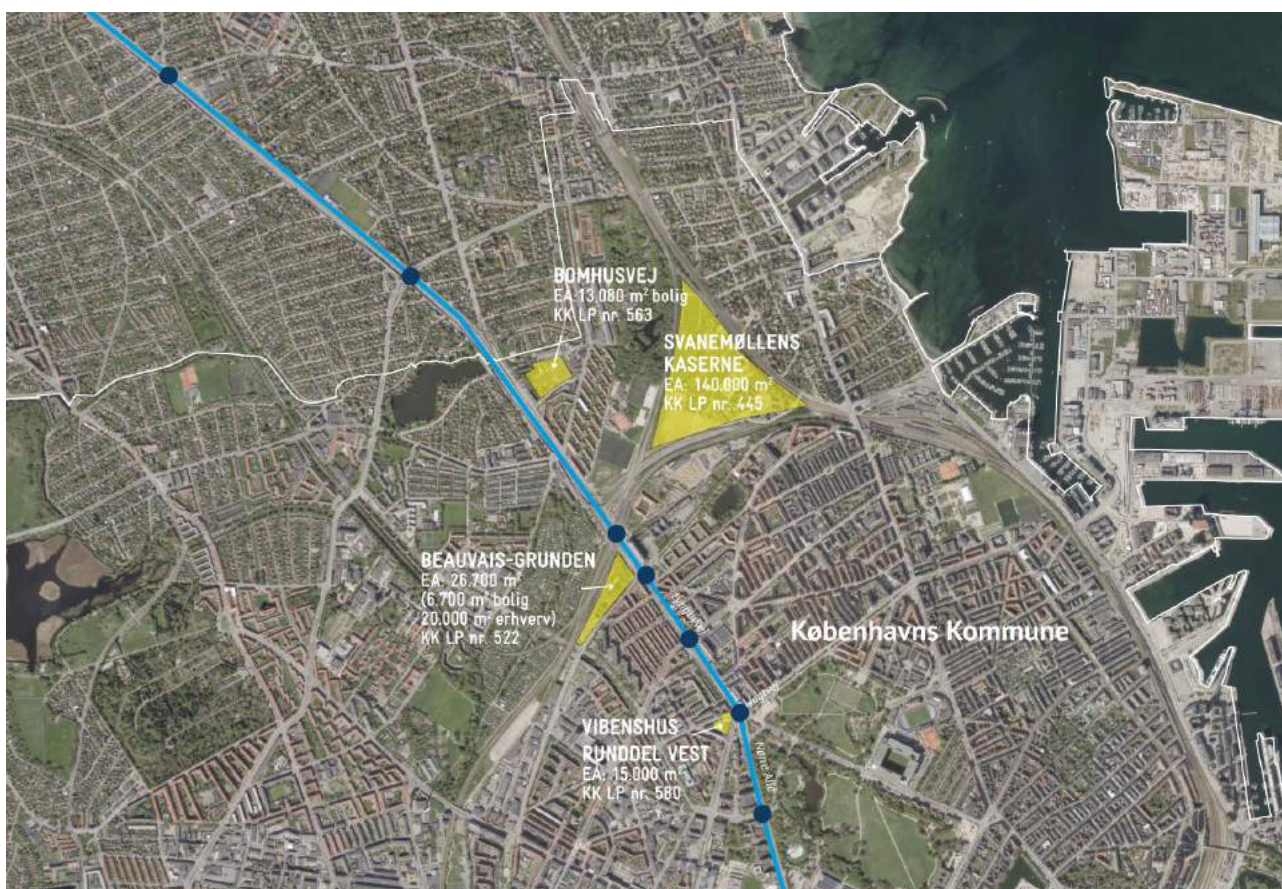 BOMHUSVEJ
EA 13.080 m² bolig
KK LP nr. 563
SVANEMØLLENS
KASERNE
EA: 140.000 m²
KK LP nr. 445
BEAUVAIS-GRUNDEN
EA: 26.700 m²
(6.700 m² bolig
20.000 m² erhverv)
KK LP nr. 522
Københavns Kommune
VIBENSHUS
RUNDDEL VEST
EA: 15.000 m²
KK LP nr. 580
Nørre Allé